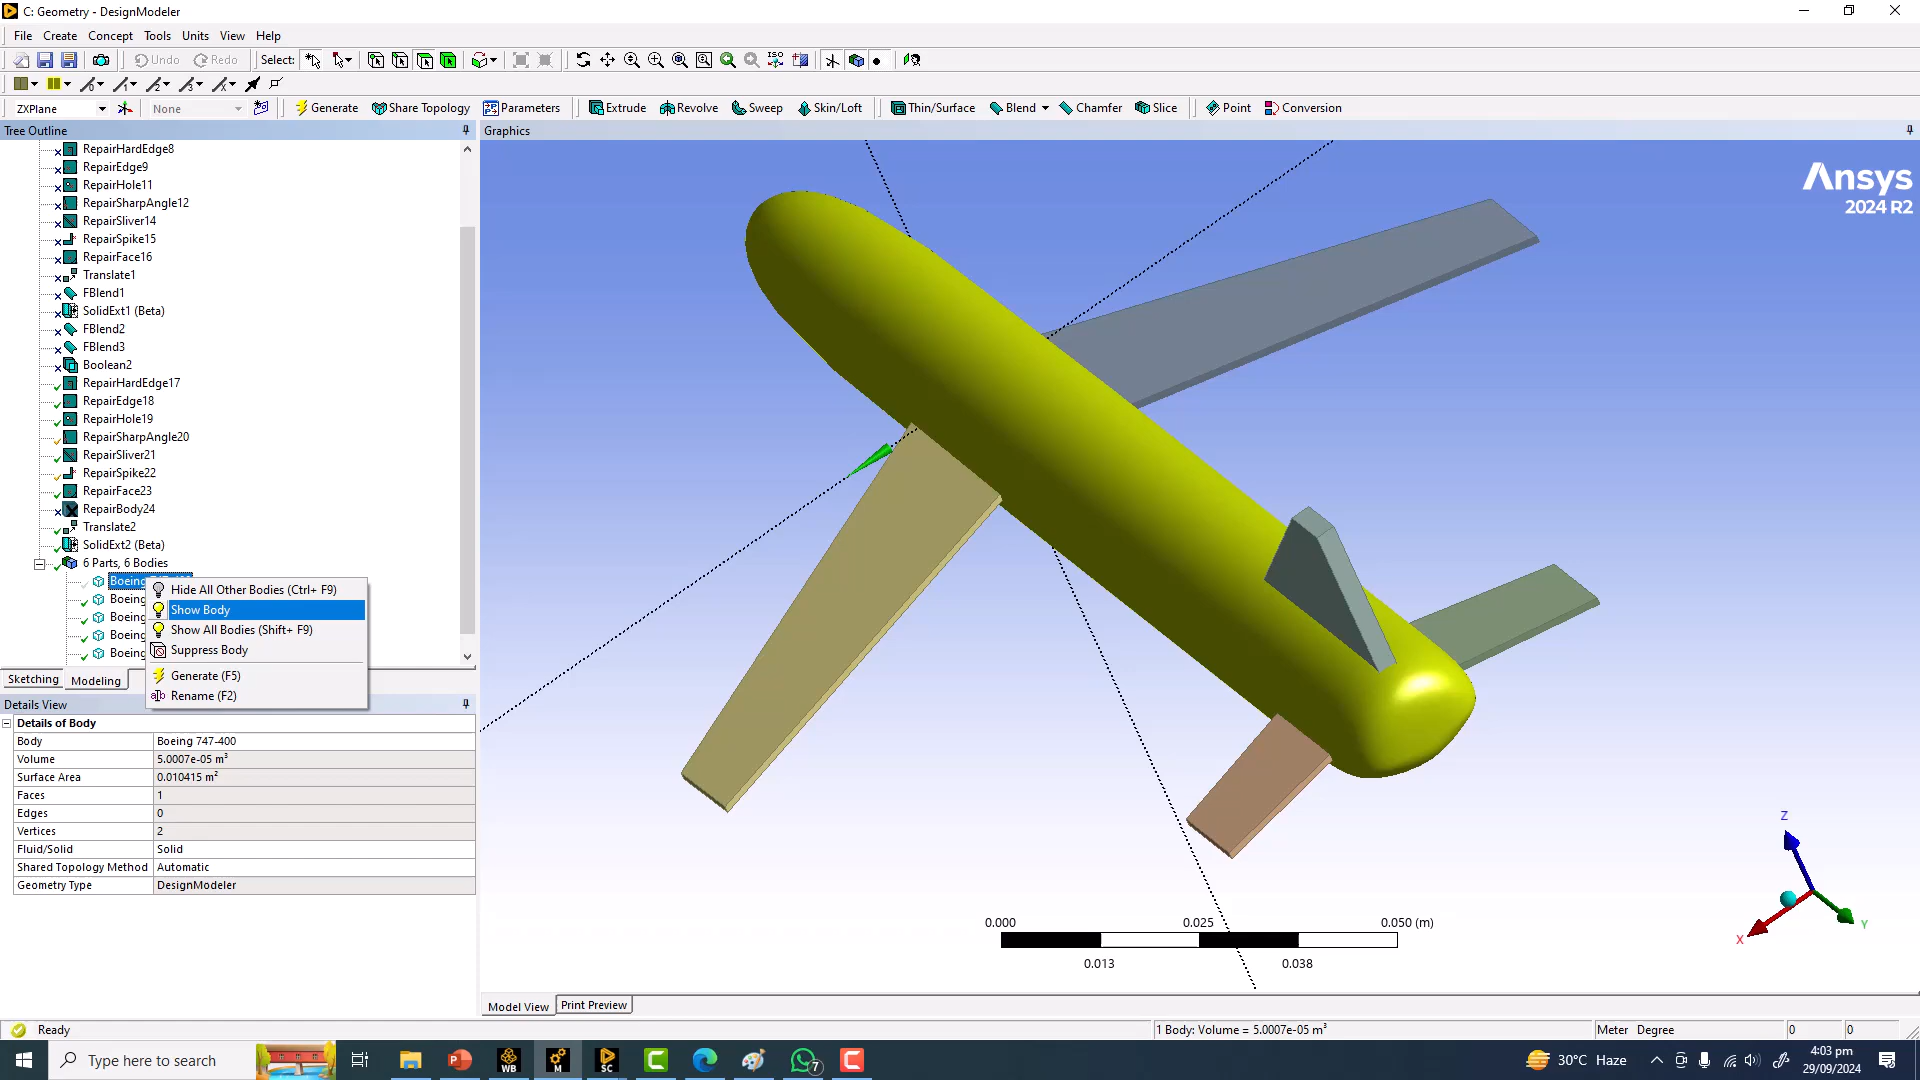 C: Geometry - DesignModeler
File Create Concept Tools Units View Help
Undo Redo Select: ISO
ZXPlane None Generate Share Topology Parameters Extrude Revolve Sweep Skin/Loft Thin/Surface Blend Chamfer Slice Point Conversion
Tree Outline
Graphics
RepairHardEdge8
RepairEdge9
RepairHole11
RepairSharpAngle12
RepairSliver14
RepairSpike15
RepairFace16
Translate1
FBlend1
SolidExt1 (Beta)
FBlend2
FBlend3
Boolean2
RepairHardEdge17
RepairEdge18
RepairHole19
RepairSharpAngle20
RepairSliver21
RepairSpike22
RepairFace23
RepairBody24
Translate2
SolidExt2 (Beta)
6 Parts, 6 Bodies
Boeing
Boeing
Boeing
Boeing
Boeing
Hide All Other Bodies (Ctrl+ F9)
Show Body
Show All Bodies (Shift+ F9)
Suppress Body
Generate (F5)
Rename (F2)
Sketching Modeling
Details View
Details of Body
Body Boeing 747-400
Volume 5.0007e-05 m³
Surface Area 0.010415 m²
Faces 1
Edges 0
Vertices 2
Fluid/Solid Solid
Shared Topology Method Automatic
Geometry Type DesignModeler
Ansys
2024 R2
0.000 0.025 0.050 (m)
0.013 0.038
Z
X
Y
Model View Print Preview
Ready 1 Body: Volume = 5.0007e-05 m³ Meter Degree 0 0
Type here to search WB M SC 7 30°C Haze 4:03 pm
29/09/2024